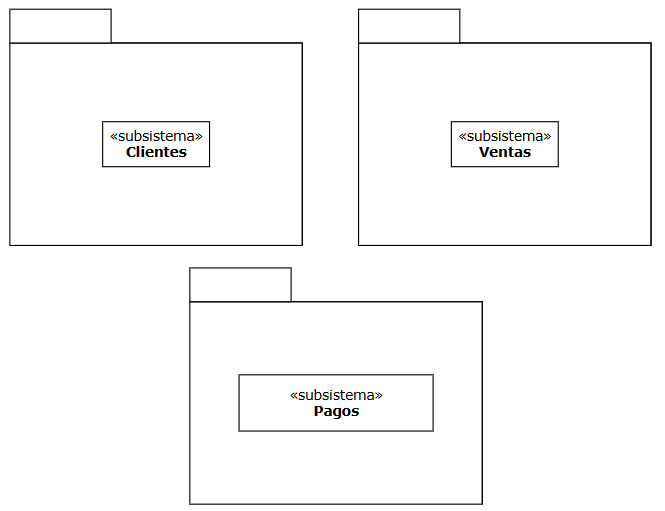 «subsistema»
Clientes
«subsistema»
Ventas
«subsistema»
Pagos